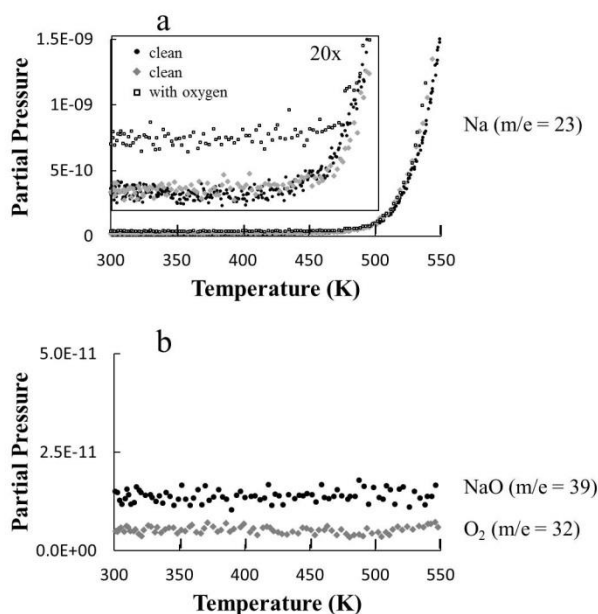 a
1.5E-09
1E-09
5E-10
0
Partial Pressure
clean
clean
with oxygen
20x
Na (m/e = 23)
300 350 400 450 500 550
Temperature (K)
b
5.0E-11
2.5E-11
0.0E+00
Partial Pressure
NaO (m/e = 39)
O₂ (m/e = 32)
300 350 400 450 500 550
Temperature (K)